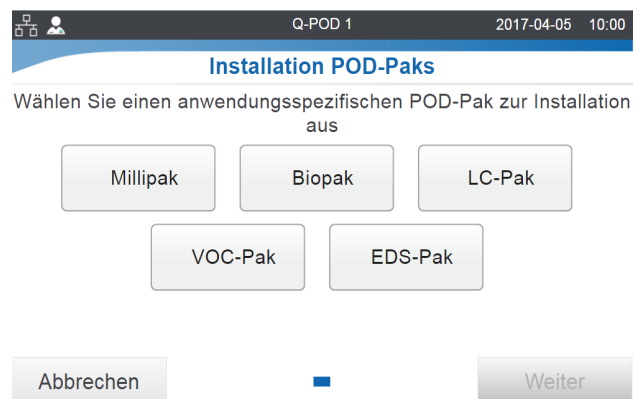 Q-POD 1 2017-04-05 10:00
Installation POD-Paks
Wählen Sie einen anwendungsspezifischen POD-Pak zur Installation
aus
Millipak Biopak LC-Pak
VOC-Pak EDS-Pak
Abbrechen Weiter